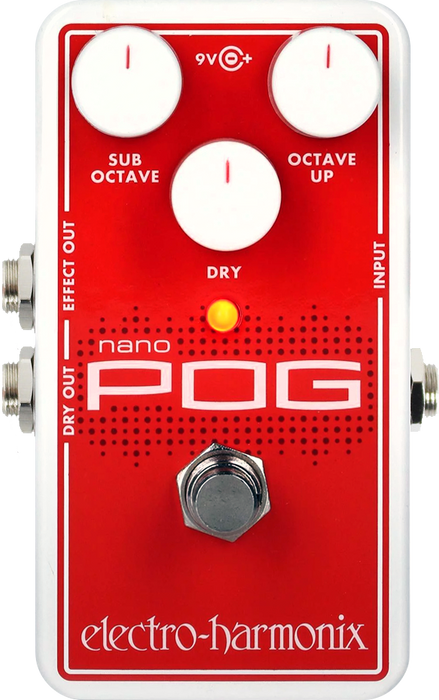 9V +
SUB
OCTAVE
OCTAVE
UP
DRY
EFFECT OUT
INPUT
DRY OUT
nano
POG
electro-harmonix